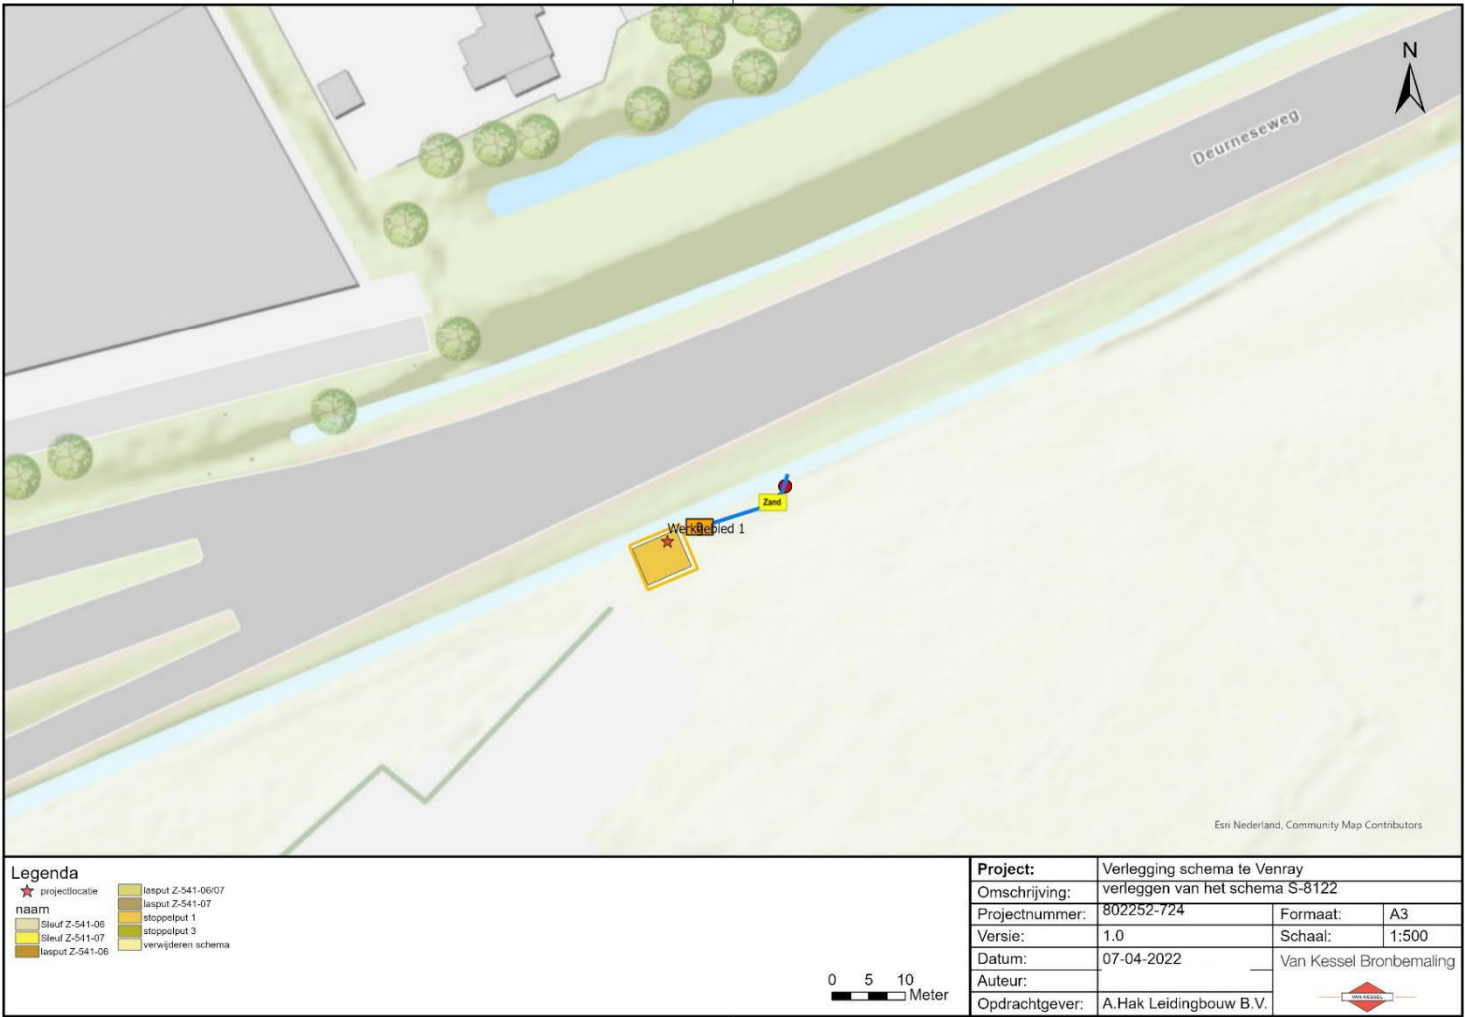 N
Deurneseweg
Zand
Werkgebied 1
Esri Nederland, Community Map Contributors
Legenda
projectlocatie
naam
Sleuf Z-541-06
Sleuf Z-541-07
lasput Z-541-06
lasput Z-541-06/07
lasput Z-541-07
stoppelput 1
stoppelput 3
verwijderen schema
0 5 10
Meter
Project: Verlegging schema te Venray
Omschrijving: verleggen van het schema S-8122
Projectnummer: 802252-724 Formaat: A3
Versie: 1.0 Schaal: 1:500
Datum: 07-04-2022 Van Kessel Bronbemaling
Auteur:
VAN KESSEL
Opdrachtgever: A.Hak Leidingbouw B.V.